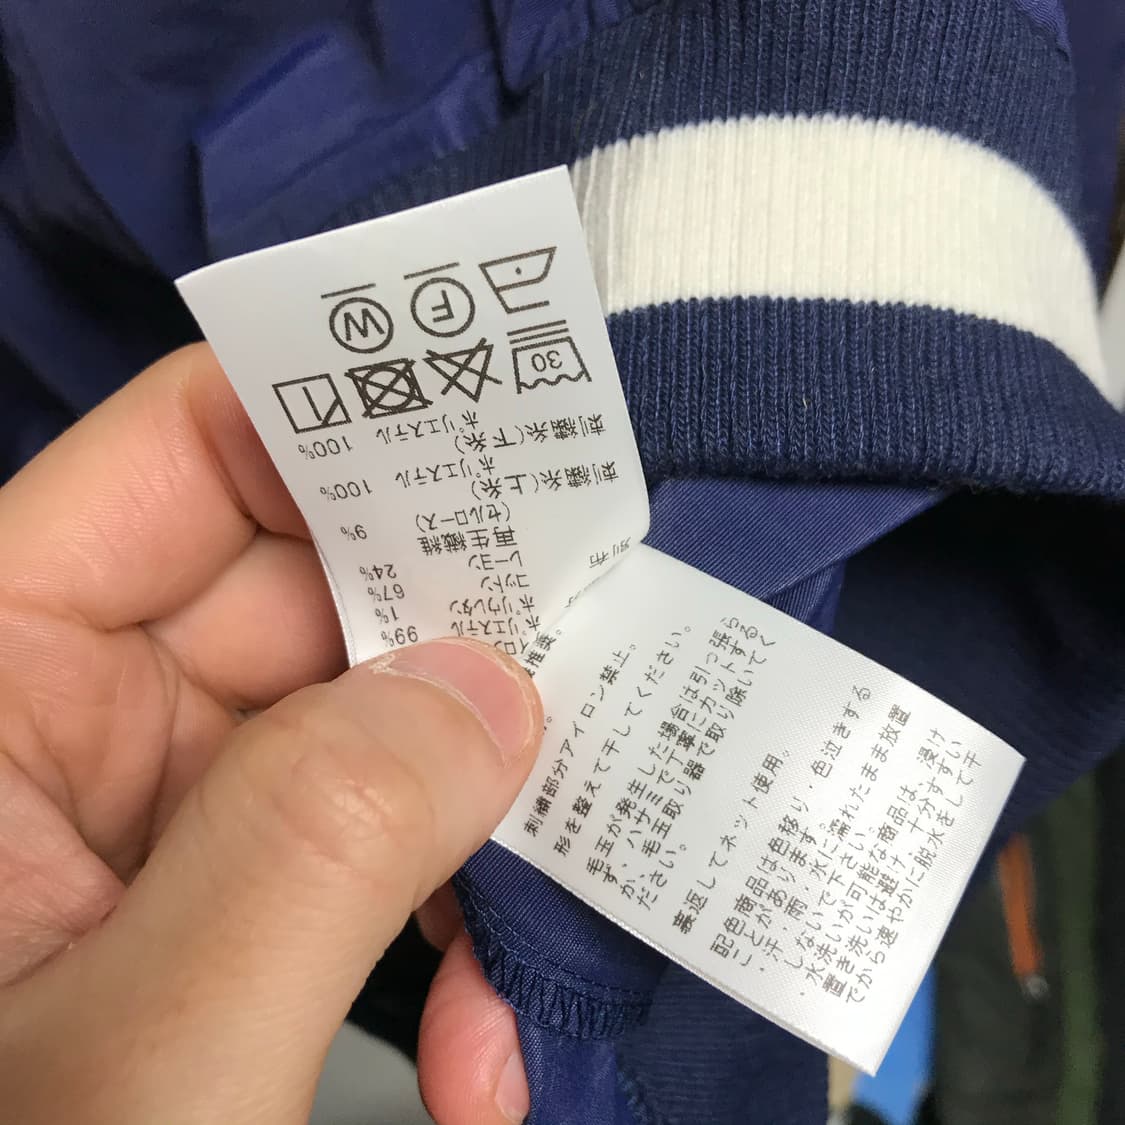 ポリエステル 99%
ポリウレタン 1%
別布
コットン 67%
レーヨン 24%
再生繊維
(セルロース) 9%
刺繍糸(上糸)
ポリエステル 100%
刺繍糸(下糸)
ポリエステル 100%
30
F
W
推奨。
刺繍部分アイロン禁止。
形を整えて干してください。
毛玉が発生した場合は引っ張ら
ず、ハサミで丁寧にカットする
か、毛玉取り器で取り除いてく
ださい。
裏返してネット使用。
配色商品は色移り・色泣きする
ことがあります。
・汗・雨・水に濡れたまま放置
しないで下さい
・水洗いが可能な商品は、浸け
置き洗いは避け 十分すすい
でから速やかに脱水をして干